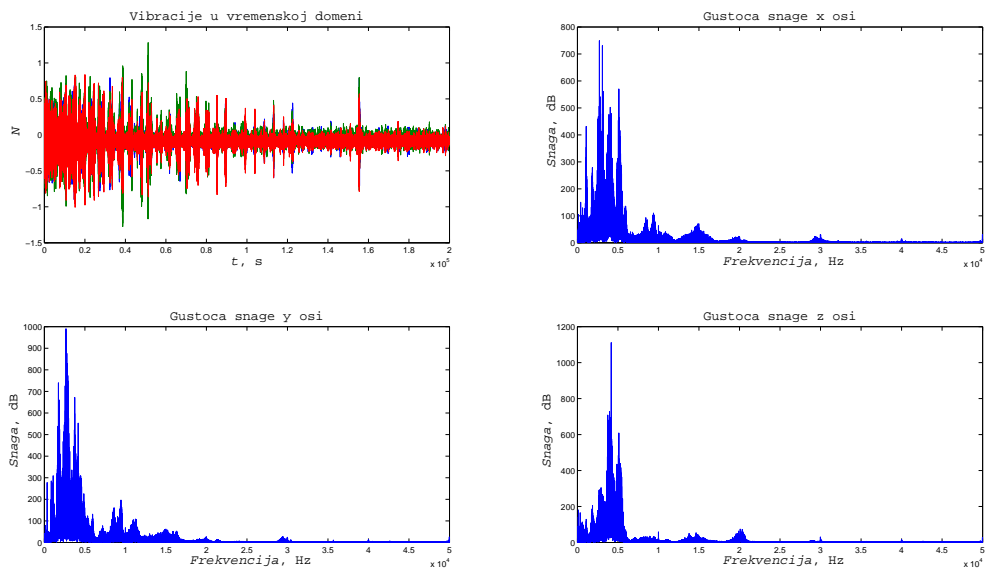 Vibracije u vremenskoj domeni
1.5
1
0.5
0
−0.5
−1
−1.5
N
0 0.2 0.4 0.6 0.8 1 1.2 1.4 1.6 1.8 2
x 10^5
t, s
Gustoca snage x osi
800
700
600
500
400
300
200
100
0
Snaga, dB
0 0.5 1 1.5 2 2.5 3 3.5 4 4.5 5
x 10^4
Frekvencija, Hz
Gustoca snage y osi
1000
900
800
700
600
500
400
300
200
100
0
Snaga, dB
0 0.5 1 1.5 2 2.5 3 3.5 4 4.5 5
x 10^4
Frekvencija, Hz
Gustoca snage z osi
1200
1000
800
600
400
200
0
Snaga, dB
0 0.5 1 1.5 2 2.5 3 3.5 4 4.5 5
x 10^4
Frekvencija, Hz